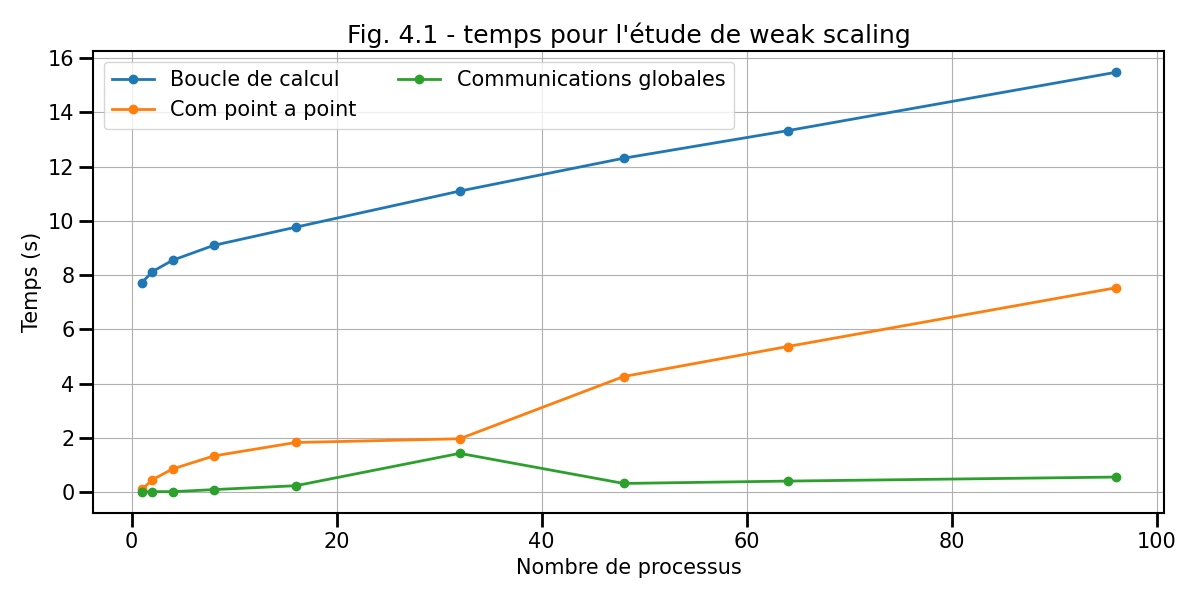 Fig. 4.1 - temps pour l'étude de weak scaling
Boucle de calcul
Com point a point
Communications globales
Temps (s)
16
14
12
10
8
6
4
2
0
0 20 40 60 80 100
Nombre de processus